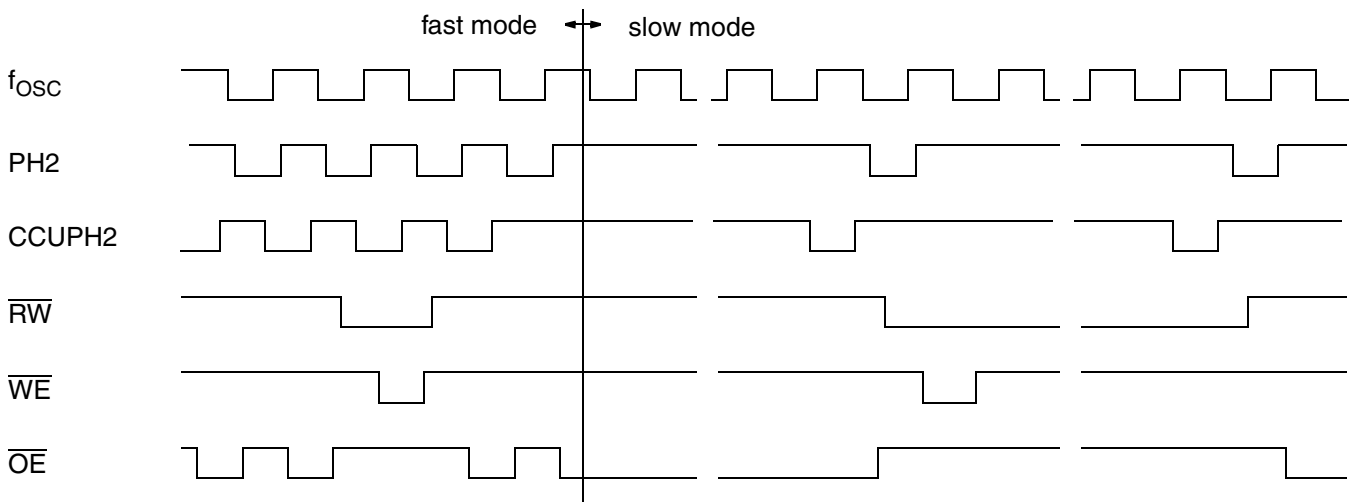 fast mode
slow mode
fOSC
PH2
CCUPH2
RW
WE
OE